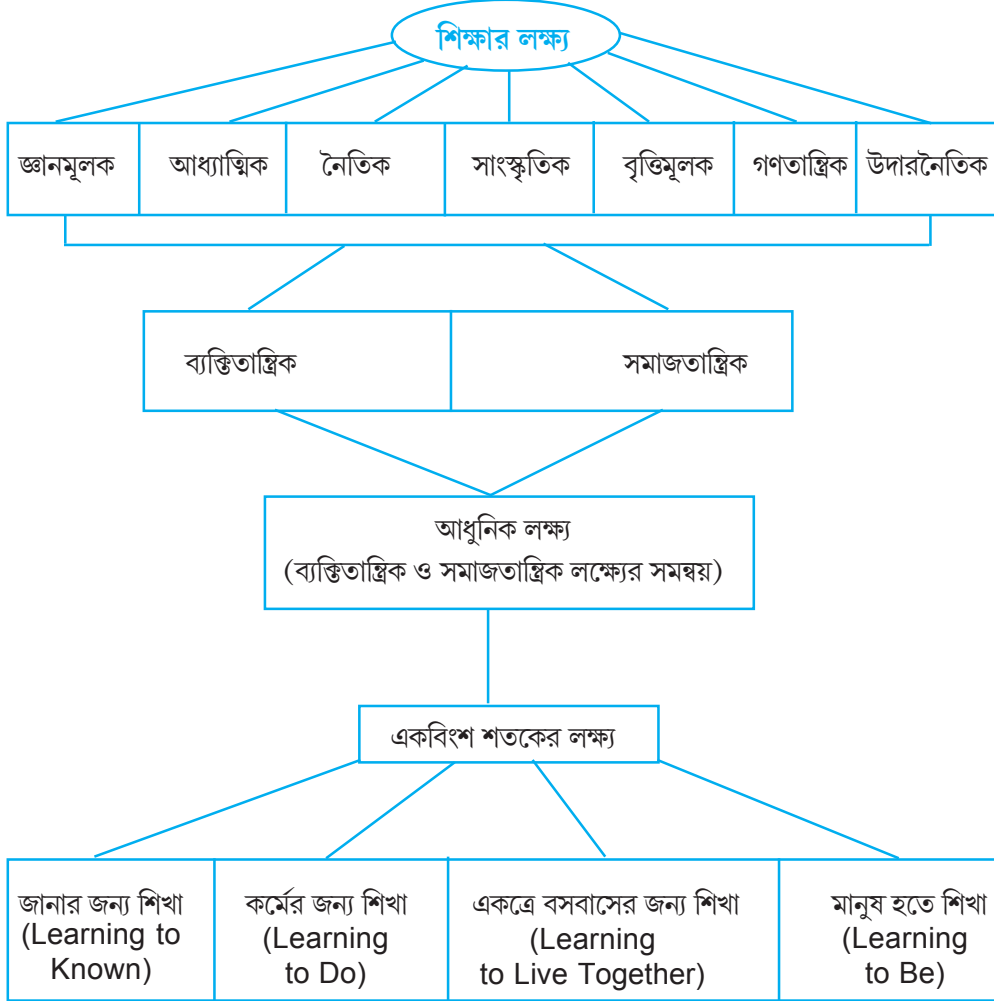 শিক্ষার লক্ষ্য
জ্ঞানমূলক আধ্যাত্মিক নৈতিক সাংস্কৃতিক বৃত্তিমূলক গণতান্ত্রিক উদারনৈতিক
ব্যক্তিতান্ত্রিক সমাজতান্ত্রিক
আধুনিক লক্ষ্য
(ব্যক্তিতান্ত্রিক ও সমাজতান্ত্রিক লক্ষ্যের সমন্বয়)
একবিংশ শতকের লক্ষ্য
জানার জন্য শিখা
(Learning to
Known)
কর্মের জন্য শিখা
(Learning
to Do)
একত্রে বসবাসের জন্য শিখা
(Learning
to Live Together)
মানুষ হতে শিখা
(Learning
to Be)